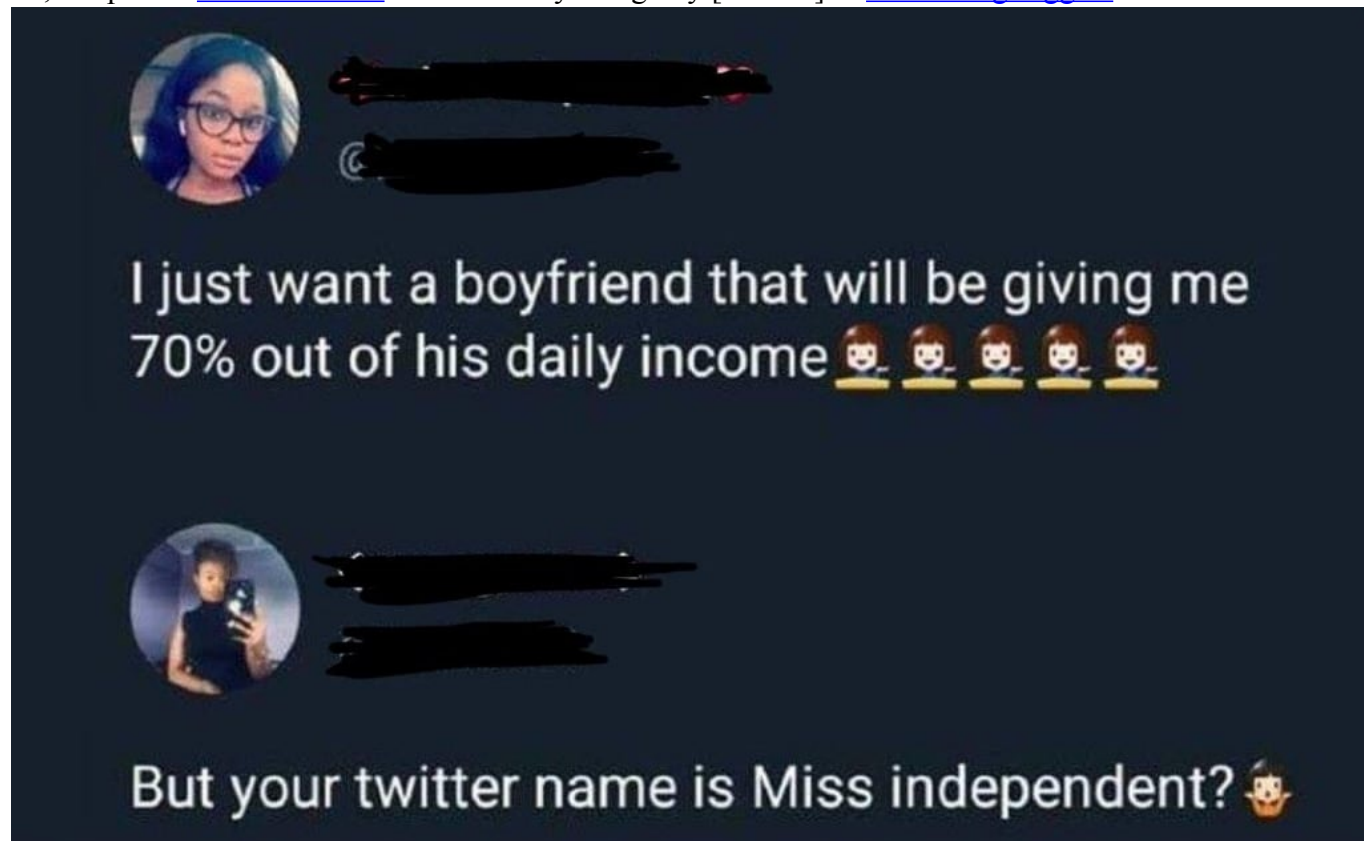 @
I just want a boyfriend that will be giving me
70% out of his daily income💁🏻‍♀️💁🏻‍♀️💁🏻‍♀️💁🏻‍♀️💁🏻‍♀️
But your twitter name is Miss independent?🤷🏻‍♂️